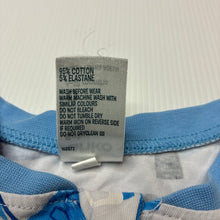 95% COTTON
5% ELASTANE
WASH BEFORE WEAR
WARM MACHINE WASH WITH
SIMILAR COLOURS
DO NOT BLEACH
DO NOT TUMBLE DRY
WARM IRON ON REVERSE SIDE
IF REQUIRED
DO NOT DRYCLEAN